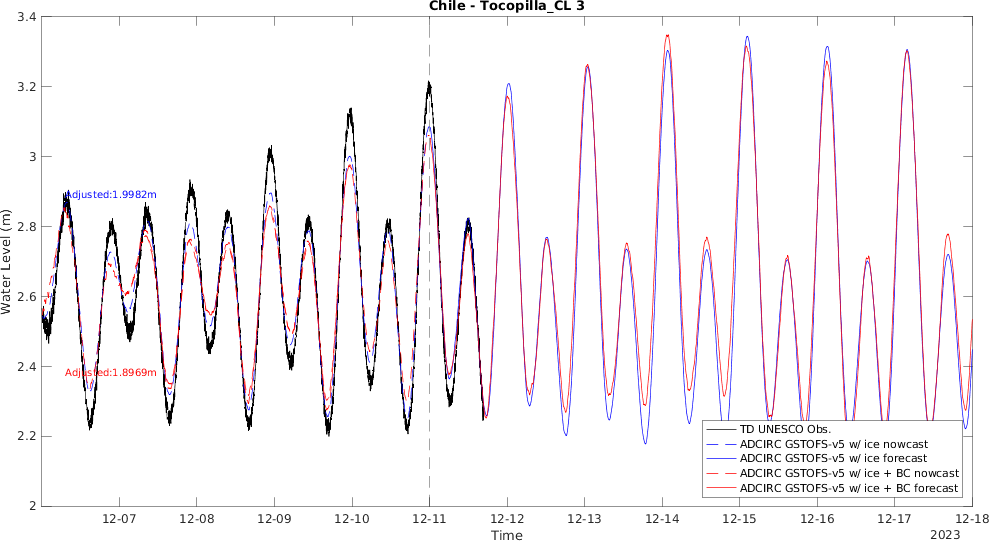 Chile - Tocopilla_CL 3
3.4
3.2
3
2.8
2.6
2.4
2.2
2
Water Level (m)
Adjusted:1.9982m
Adjusted:1.8969m
TD UNESCO Obs.
ADCIRC GSTOFS-v5 w/ ice nowcast
ADCIRC GSTOFS-v5 w/ ice forecast
ADCIRC GSTOFS-v5 w/ ice + BC nowcast
ADCIRC GSTOFS-v5 w/ ice + BC forecast
12-07 12-08 12-09 12-10 12-11 12-12 12-13 12-14 12-15 12-16 12-17 12-18
Time
2023